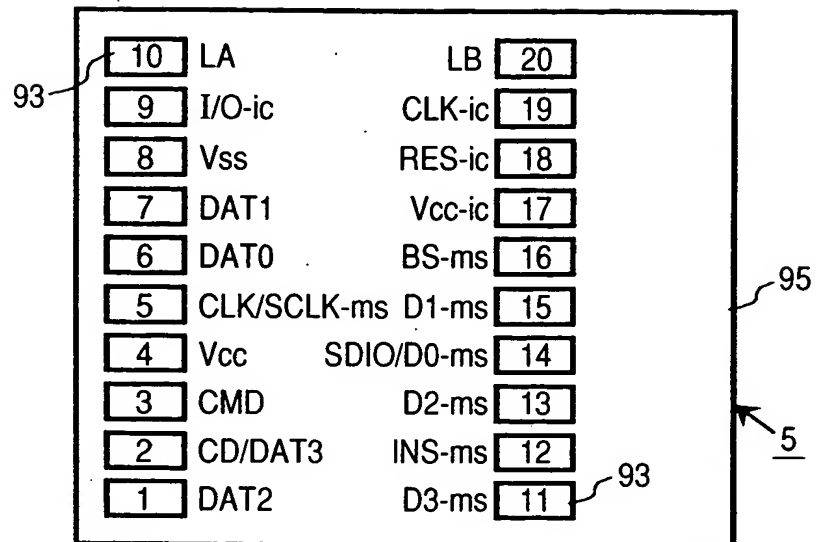 10 LA LB 20
93
9 I/O-ic CLK-ic 19
8 Vss RES-ic 18
7 DAT1 Vcc-ic 17
6 DAT0 BS-ms 16
95
5 CLK/SCLK-ms D1-ms 15
4 Vcc SDIO/D0-ms 14
3 CMD D2-ms 13
5
2 CD/DAT3 INS-ms 12
93
1 DAT2 D3-ms 11